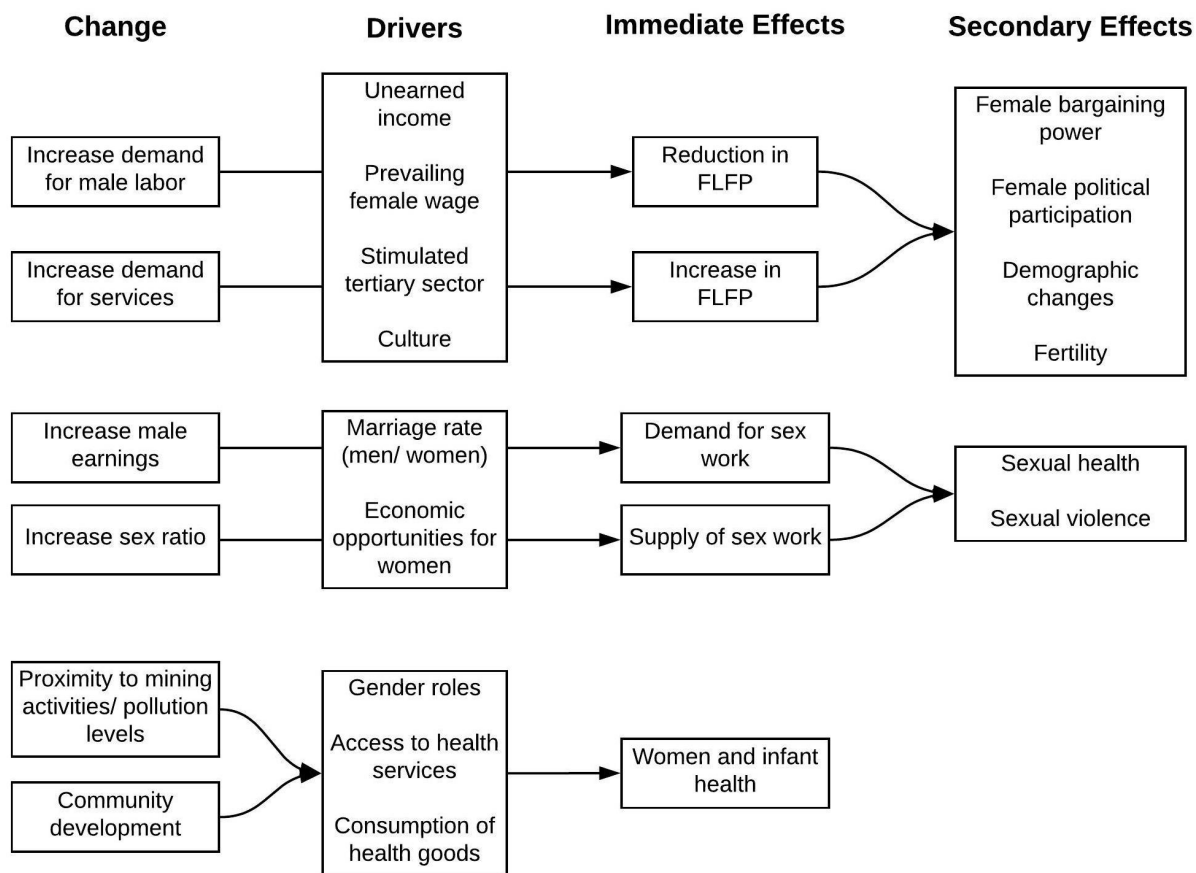 Change
Drivers
Immediate Effects
Secondary Effects
Increase demand
for male labor
Increase demand
for services
Unearned
income
Prevailing
female wage
Stimulated
tertiary sector
Culture
Reduction in
FLFP
Increase in
FLFP
Female bargaining
power
Female political
participation
Demographic
changes
Fertility
Increase male
earnings
Increase sex ratio
Marriage rate
(men/ women)
Economic
opportunities for
women
Demand for sex
work
Supply of sex work
Sexual health
Sexual violence
Proximity to mining
activities/ pollution
levels
Community
development
Gender roles
Access to health
services
Consumption of
health goods
Women and infant
health